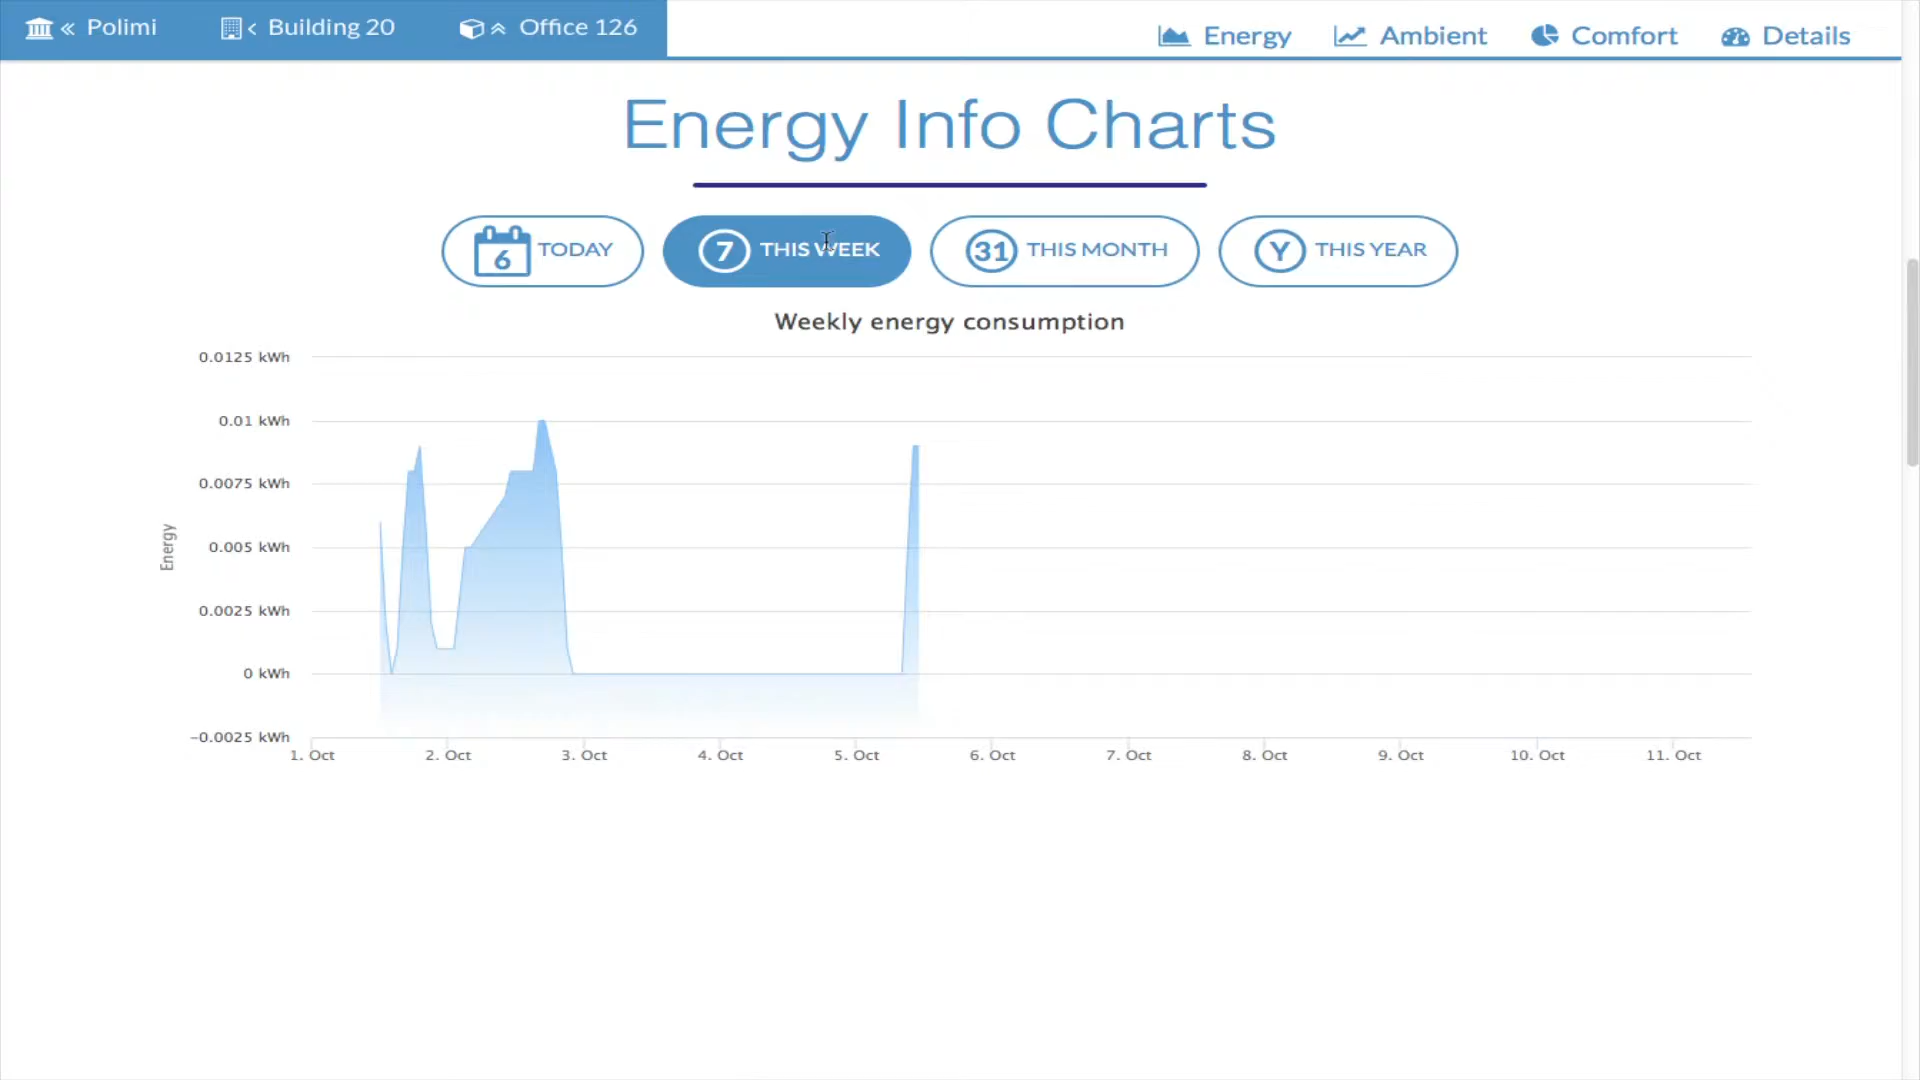 Polimi
Building 20
Office 126
Energy
Ambient
Comfort
Details
Energy Info Charts
6 TODAY
7 THIS WEEK
31 THIS MONTH
Y THIS YEAR
Weekly energy consumption
0.0125 kWh
0.01 kWh
0.0075 kWh
0.005 kWh
0.0025 kWh
0 kWh
−0.0025 kWh
Energy
1. Oct
2. Oct
3. Oct
4. Oct
5. Oct
6. Oct
7. Oct
8. Oct
9. Oct
10. Oct
11. Oct